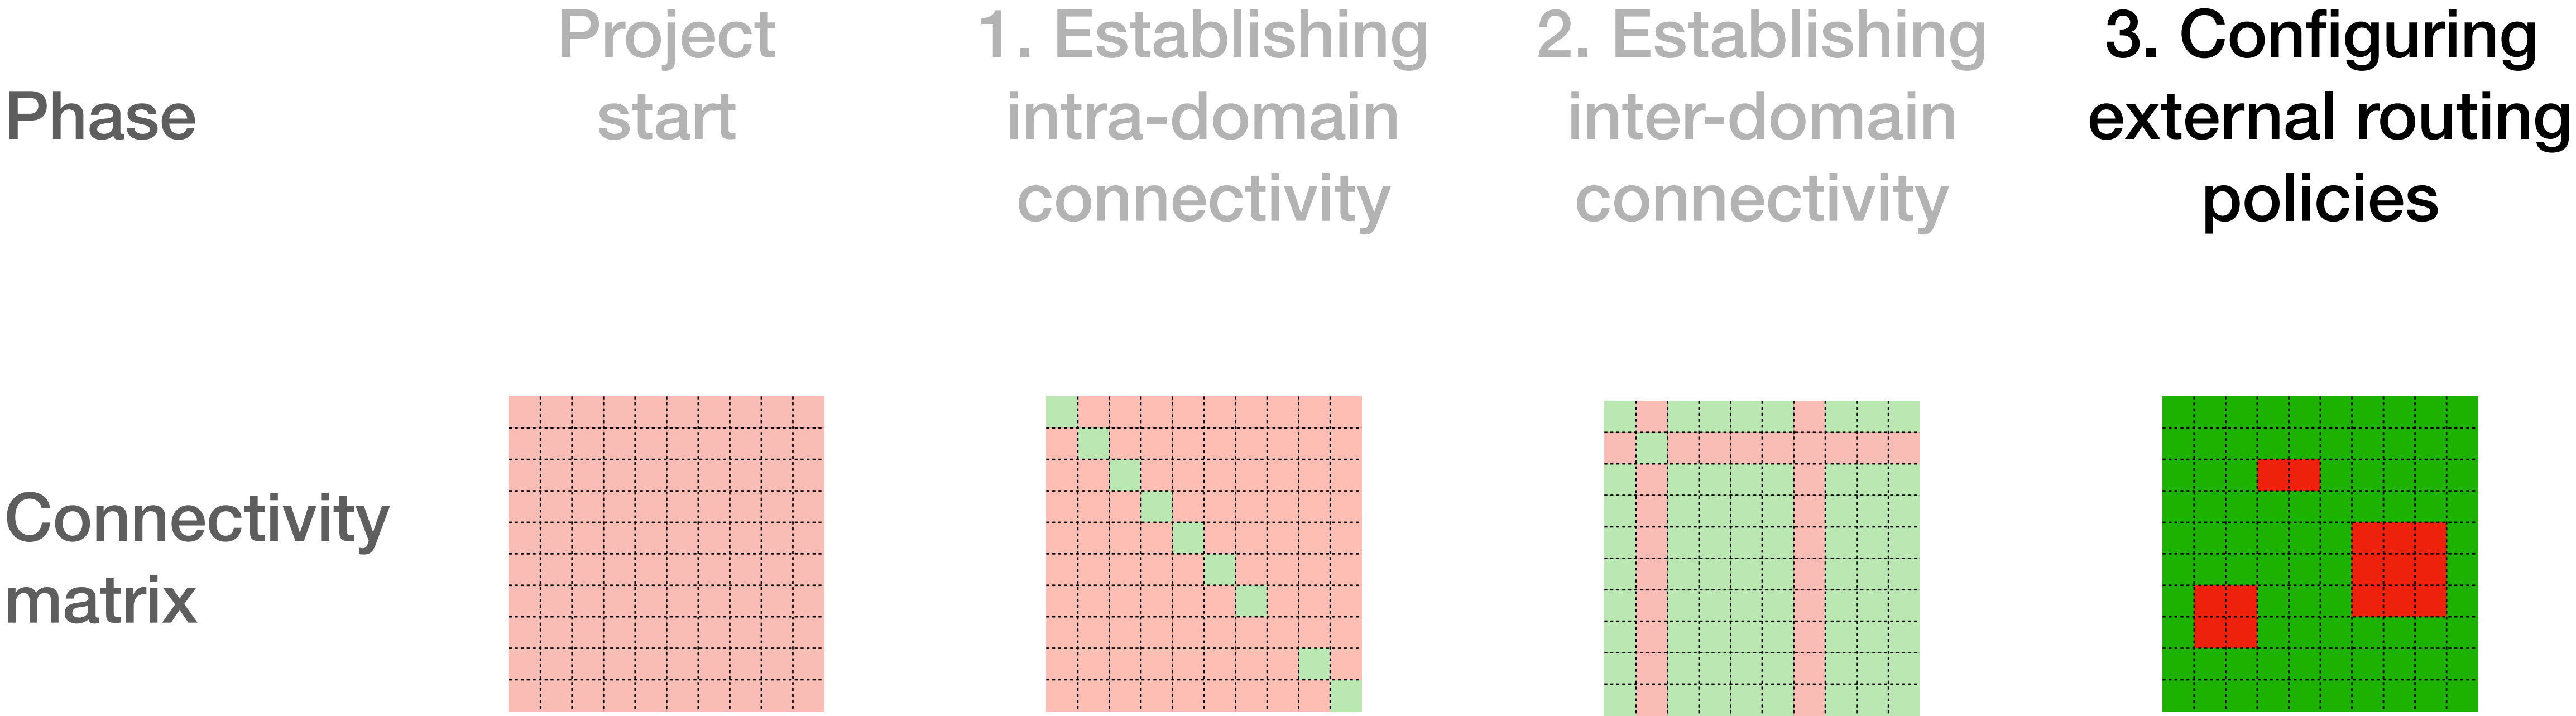 Phase
Project
start
1. Establishing
intra-domain
connectivity
2. Establishing
inter-domain
connectivity
3. Configuring
external routing
policies
Connectivity
matrix